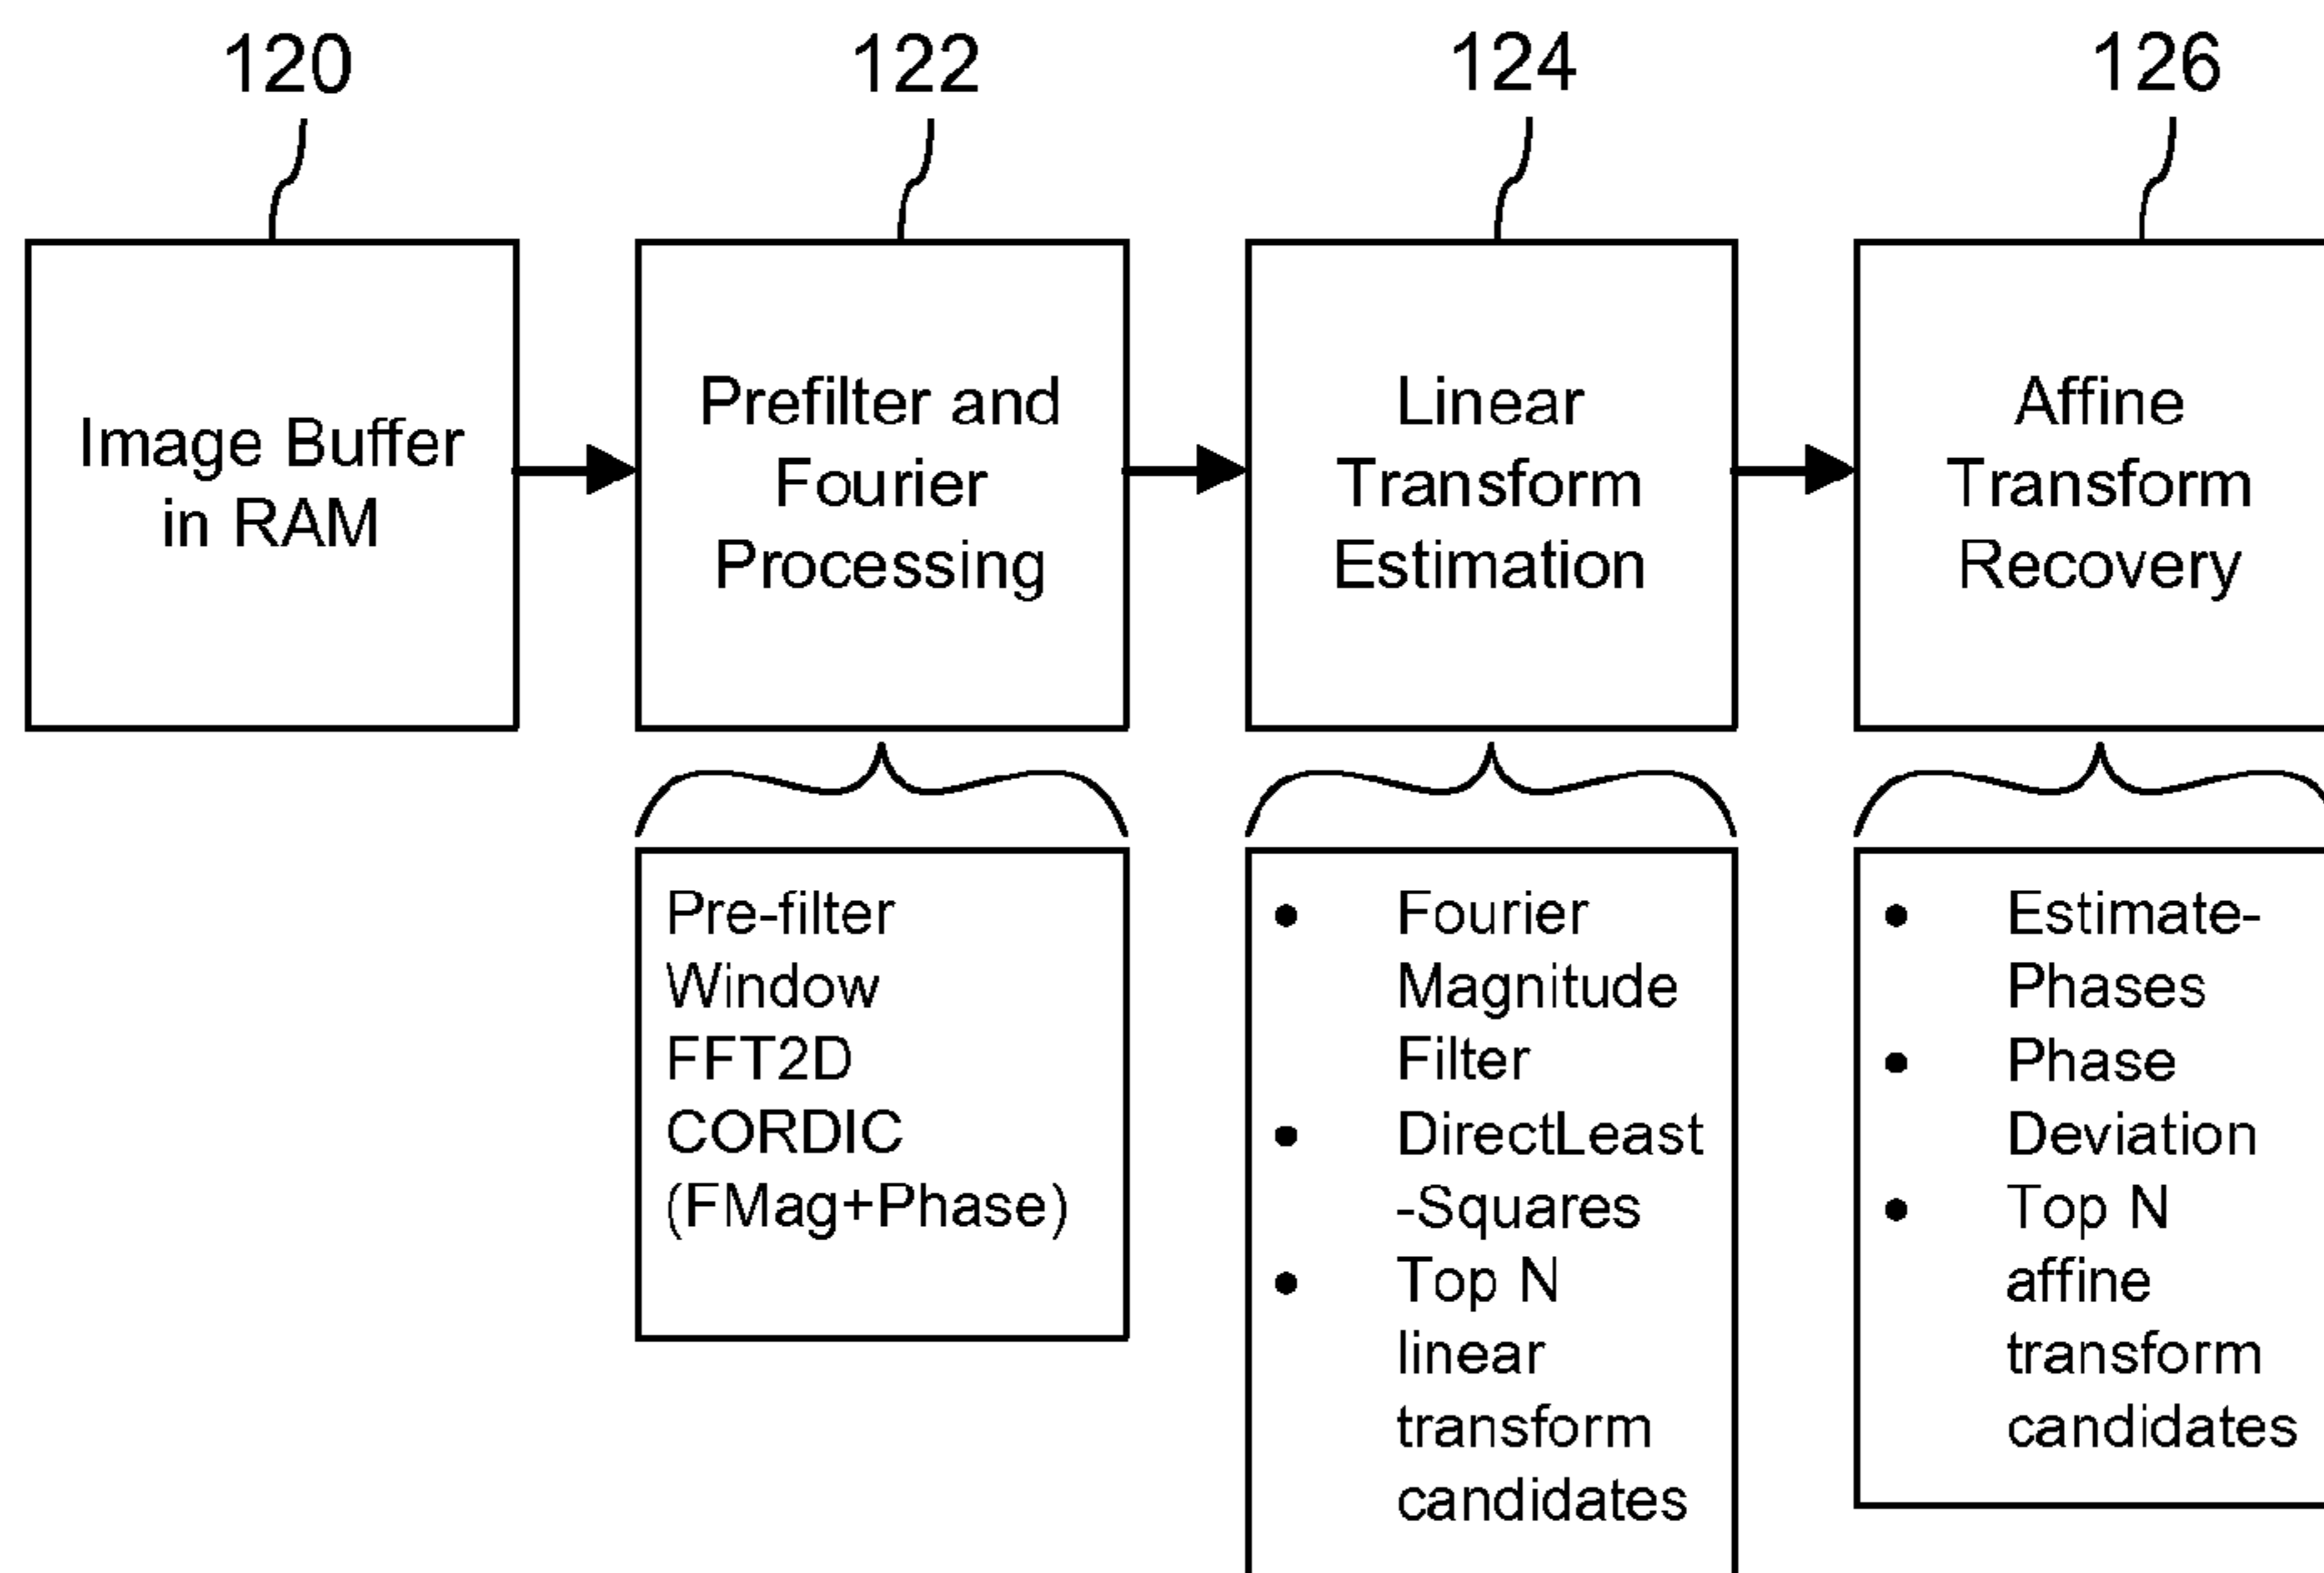 120
122
124
126
Image Buffer
in RAM
Prefilter and
Fourier
Processing
Linear
Transform
Estimation
Affine
Transform
Recovery
Pre-filter
Window
FFT2D
CORDIC
(FMag+Phase)
• Fourier
Magnitude
Filter
• DirectLeast
-Squares
• Top N
linear
transform
candidates
• Estimate-
Phases
• Phase
Deviation
• Top N
affine
transform
candidates